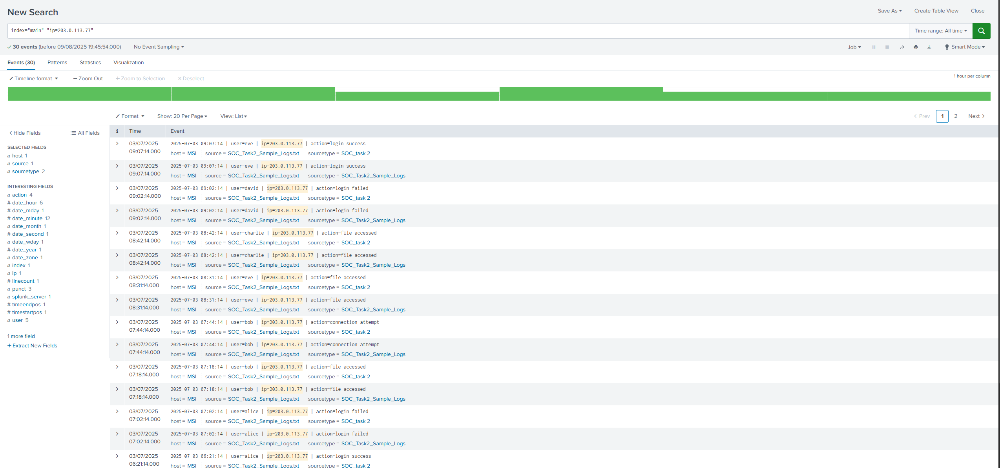 New Search
Save As Create Table View Close
index="main" "ip=203.0.113.77"
Time range: All time
30 events (before 09/08/2025 19:45:54.000) No Event Sampling
Job Smart Mode
Events (30) Patterns Statistics Visualization
Timeline format — Zoom Out + Zoom to Selection × Deselect
1 hour per column
Format Show: 20 Per Page View: List
< Prev 1 2 Next >
< Hide Fields All Fields
SELECTED FIELDS
a host 1
a source 1
a sourcetype 2
INTERESTING FIELDS
a action 4
# date_hour 6
# date_mday 1
# date_minute 12
a date_month 1
# date_second 1
a date_wday 1
# date_year 1
a date_zone 1
a index 1
a ip 1
# linecount 1
a punct 3
a splunk_server 1
# timeendpos 1
# timestartpos 1
a user 5
1 more field
+ Extract New Fields
i Time Event
03/07/2025 2025-07-03 09:07:14 | user=eve | ip=203.0.113.77 | action=login success
09:07:14.000 host = MSI source = SOC_Task2_Sample_Logs.txt sourcetype = SOC_task 2
03/07/2025 2025-07-03 09:07:14 | user=eve | ip=203.0.113.77 | action=login success
09:07:14.000 host = MSI source = SOC_Task2_Sample_Logs.txt sourcetype = SOC_Task2_Sample_Logs
03/07/2025 2025-07-03 09:02:14 | user=david | ip=203.0.113.77 | action=login failed
09:02:14.000 host = MSI source = SOC_Task2_Sample_Logs.txt sourcetype = SOC_task 2
03/07/2025 2025-07-03 09:02:14 | user=david | ip=203.0.113.77 | action=login failed
09:02:14.000 host = MSI source = SOC_Task2_Sample_Logs.txt sourcetype = SOC_Task2_Sample_Logs
03/07/2025 2025-07-03 08:42:14 | user=charlie | ip=203.0.113.77 | action=file accessed
08:42:14.000 host = MSI source = SOC_Task2_Sample_Logs.txt sourcetype = SOC_task 2
03/07/2025 2025-07-03 08:42:14 | user=charlie | ip=203.0.113.77 | action=file accessed
08:42:14.000 host = MSI source = SOC_Task2_Sample_Logs.txt sourcetype = SOC_Task2_Sample_Logs
03/07/2025 2025-07-03 08:31:14 | user=eve | ip=203.0.113.77 | action=file accessed
08:31:14.000 host = MSI source = SOC_Task2_Sample_Logs.txt sourcetype = SOC_task 2
03/07/2025 2025-07-03 08:31:14 | user=eve | ip=203.0.113.77 | action=file accessed
08:31:14.000 host = MSI source = SOC_Task2_Sample_Logs.txt sourcetype = SOC_Task2_Sample_Logs
03/07/2025 2025-07-03 07:44:14 | user=bob | ip=203.0.113.77 | action=connection attempt
07:44:14.000 host = MSI source = SOC_Task2_Sample_Logs.txt sourcetype = SOC_task 2
03/07/2025 2025-07-03 07:44:14 | user=bob | ip=203.0.113.77 | action=connection attempt
07:44:14.000 host = MSI source = SOC_Task2_Sample_Logs.txt sourcetype = SOC_Task2_Sample_Logs
03/07/2025 2025-07-03 07:18:14 | user=bob | ip=203.0.113.77 | action=file accessed
07:18:14.000 host = MSI source = SOC_Task2_Sample_Logs.txt sourcetype = SOC_task 2
03/07/2025 2025-07-03 07:18:14 | user=bob | ip=203.0.113.77 | action=file accessed
07:18:14.000 host = MSI source = SOC_Task2_Sample_Logs.txt sourcetype = SOC_Task2_Sample_Logs
03/07/2025 2025-07-03 07:02:14 | user=alice | ip=203.0.113.77 | action=login failed
07:02:14.000 host = MSI source = SOC_Task2_Sample_Logs.txt sourcetype = SOC_task 2
03/07/2025 2025-07-03 07:02:14 | user=alice | ip=203.0.113.77 | action=login failed
07:02:14.000 host = MSI source = SOC_Task2_Sample_Logs.txt sourcetype = SOC_Task2_Sample_Logs
03/07/2025 2025-07-03 06:21:14 | user=alice | ip=203.0.113.77 | action=login success
06:21:14.000 host = MSI source = SOC_Task2_Sample_Logs.txt sourcetype = SOC_task 2